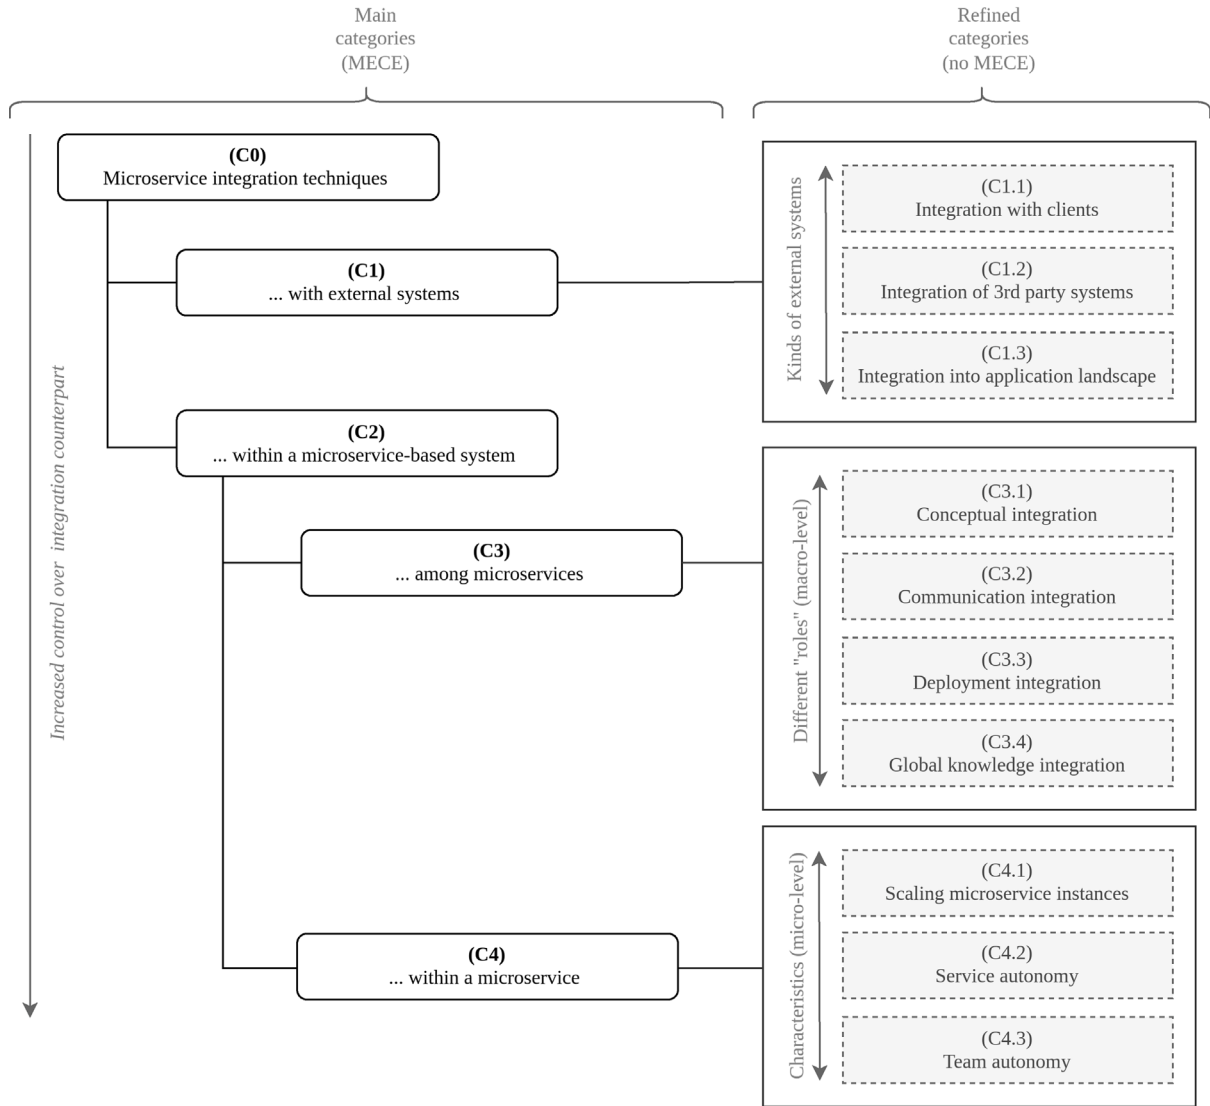 Main
categories
(MECE)
Refined
categories
(no MECE)
Increased control over integration counterpart
(C0)
Microservice integration techniques
(C1)
... with external systems
(C2)
... within a microservice-based system
(C3)
... among microservices
(C4)
... within a microservice
Kinds of external systems
(C1.1)
Integration with clients
(C1.2)
Integration of 3rd party systems
(C1.3)
Integration into application landscape
Different "roles" (macro-level)
(C3.1)
Conceptual integration
(C3.2)
Communication integration
(C3.3)
Deployment integration
(C3.4)
Global knowledge integration
Characteristics (micro-level)
(C4.1)
Scaling microservice instances
(C4.2)
Service autonomy
(C4.3)
Team autonomy